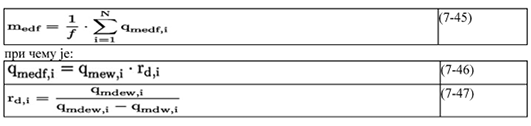 m_edf = 1/f · ∑_{i=1}^{N} q_medf,i (7-45)
при чему је:
q_medf,i = q_mew,i · r_d,i (7-46)
r_d,i = q_mdew,i / (q_mdew,i − q_mdw,i) (7-47)